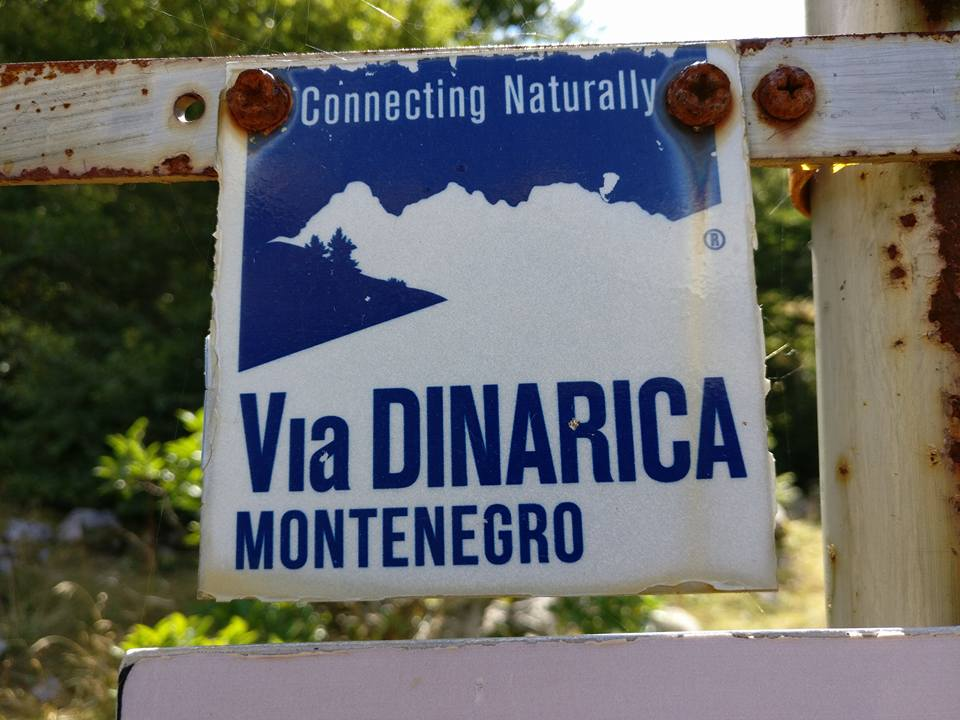 Connecting Naturally
®
Via DINARICA
MONTENEGRO